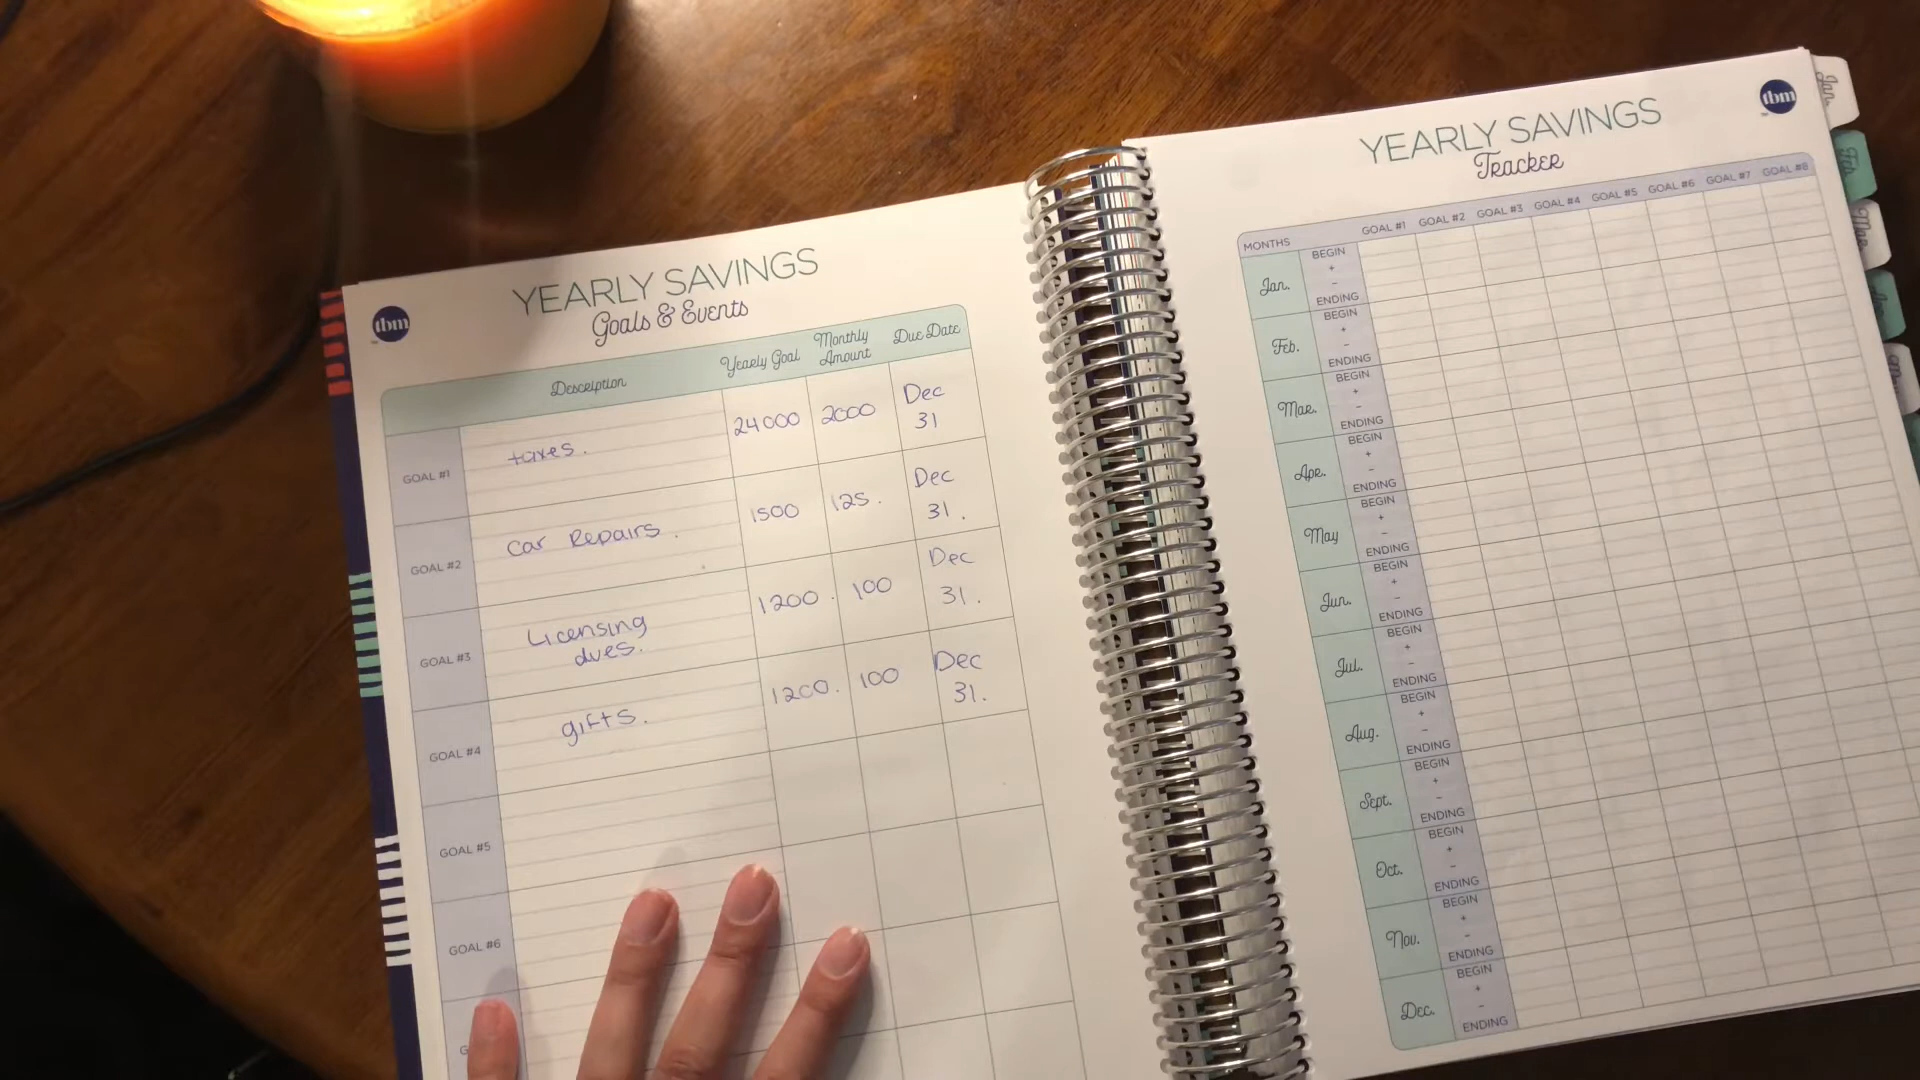 tbm
YEARLY SAVINGS
Goals & Events
Description
Yearly Goal
Monthly
Amount
Due Date
GOAL #1
taxes.
24000
2000
Dec
31
GOAL #2
Car Repairs.
1500
125.
Dec
31.
GOAL #3
Licensing
dues.
1200.
100
Dec
31.
GOAL #4
gifts.
1200.
100
Dec
31.
GOAL #5
GOAL #6
G
tbm
YEARLY SAVINGS
Tracker
MONTHS
GOAL #1
GOAL #2
GOAL #3
GOAL #4
GOAL #5
GOAL #6
GOAL #7
GOAL #8
Jan.
BEGIN
+
-
ENDING
Feb.
BEGIN
+
-
ENDING
Mar.
BEGIN
+
-
ENDING
Apr.
BEGIN
+
-
ENDING
May
BEGIN
+
-
ENDING
Jun.
BEGIN
+
-
ENDING
Jul.
BEGIN
+
-
ENDING
Aug.
BEGIN
+
-
ENDING
Sept.
BEGIN
+
-
ENDING
Oct.
BEGIN
+
-
ENDING
Nov.
BEGIN
+
-
ENDING
Dec.
BEGIN
+
-
ENDING
Jan.
Feb.
Mar.